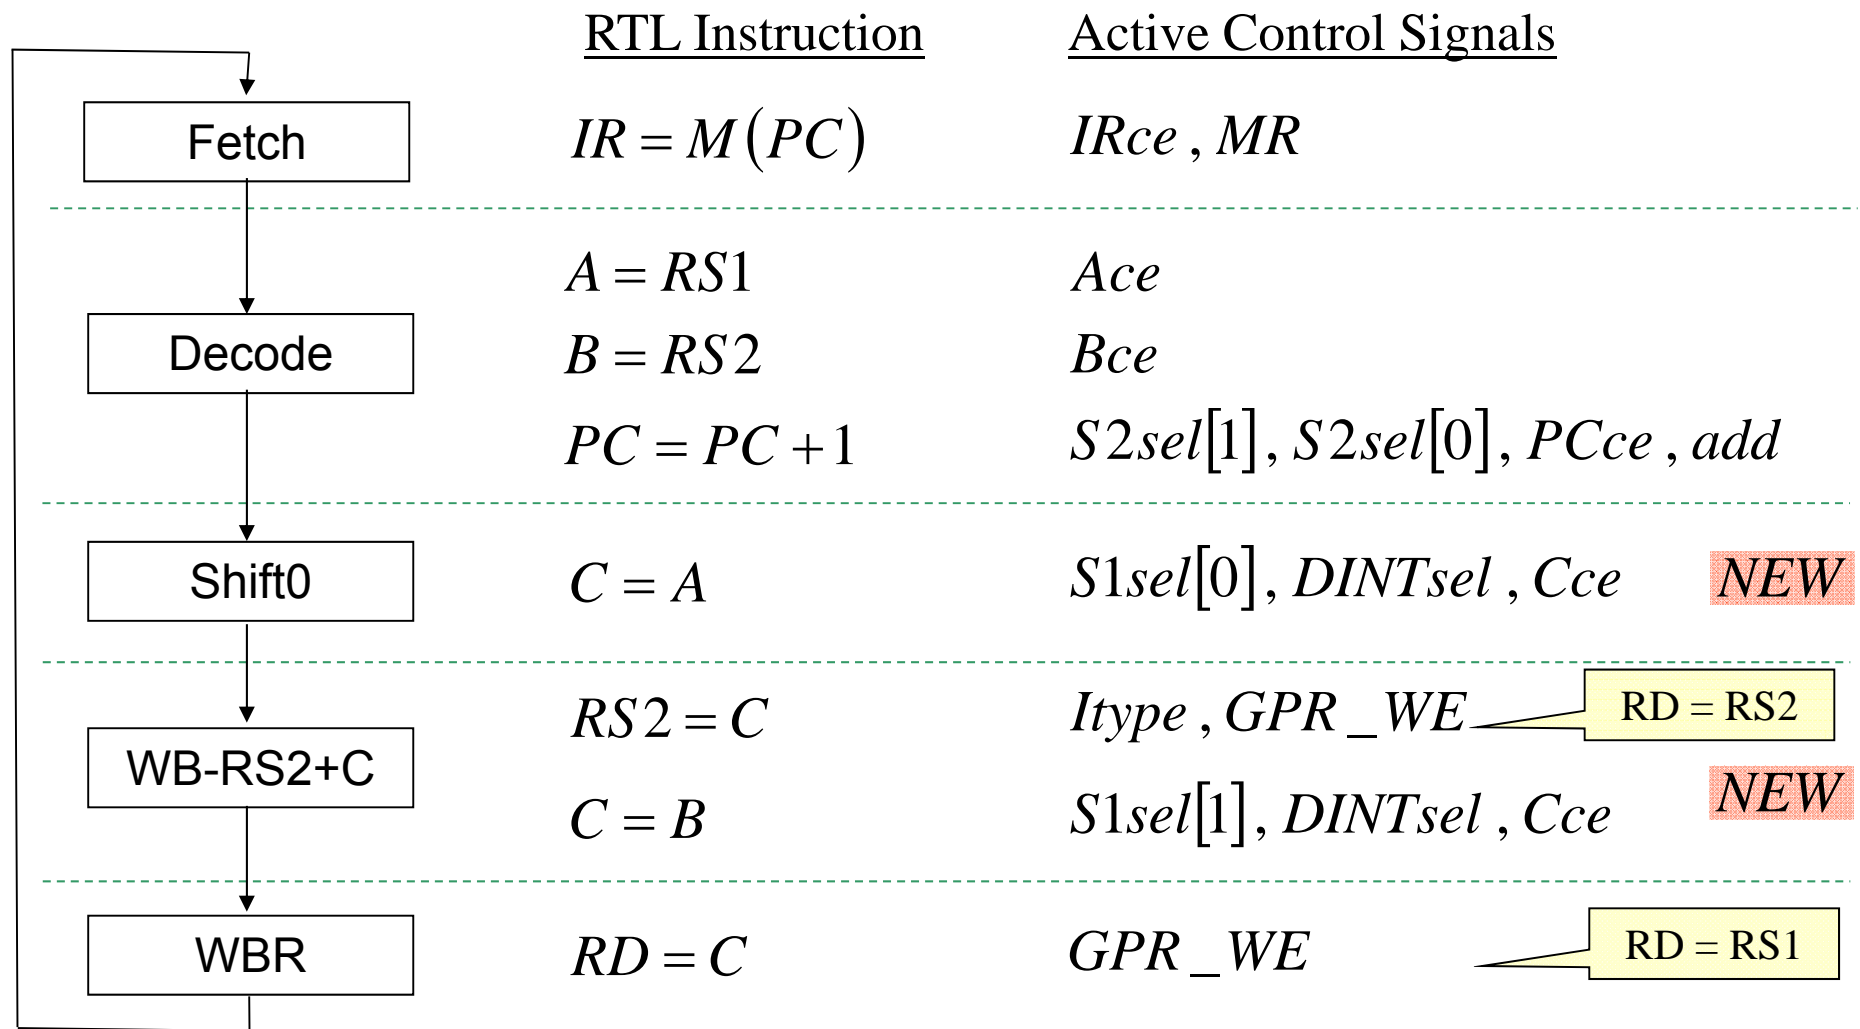 RTL Instruction Active Control Signals
Fetch IR = M(PC) IRce , MR
A = RS1 Ace
Decode B = RS2 Bce
PC = PC + 1 S2sel[1], S2sel[0], PCce , add
Shift0 C = A S1sel[0], DINTsel , Cce NEW
RS2 = C Itype , GPR_WE RD = RS2
WB-RS2+C
C = B S1sel[1], DINTsel , Cce NEW
WBR RD = C GPR_WE RD = RS1